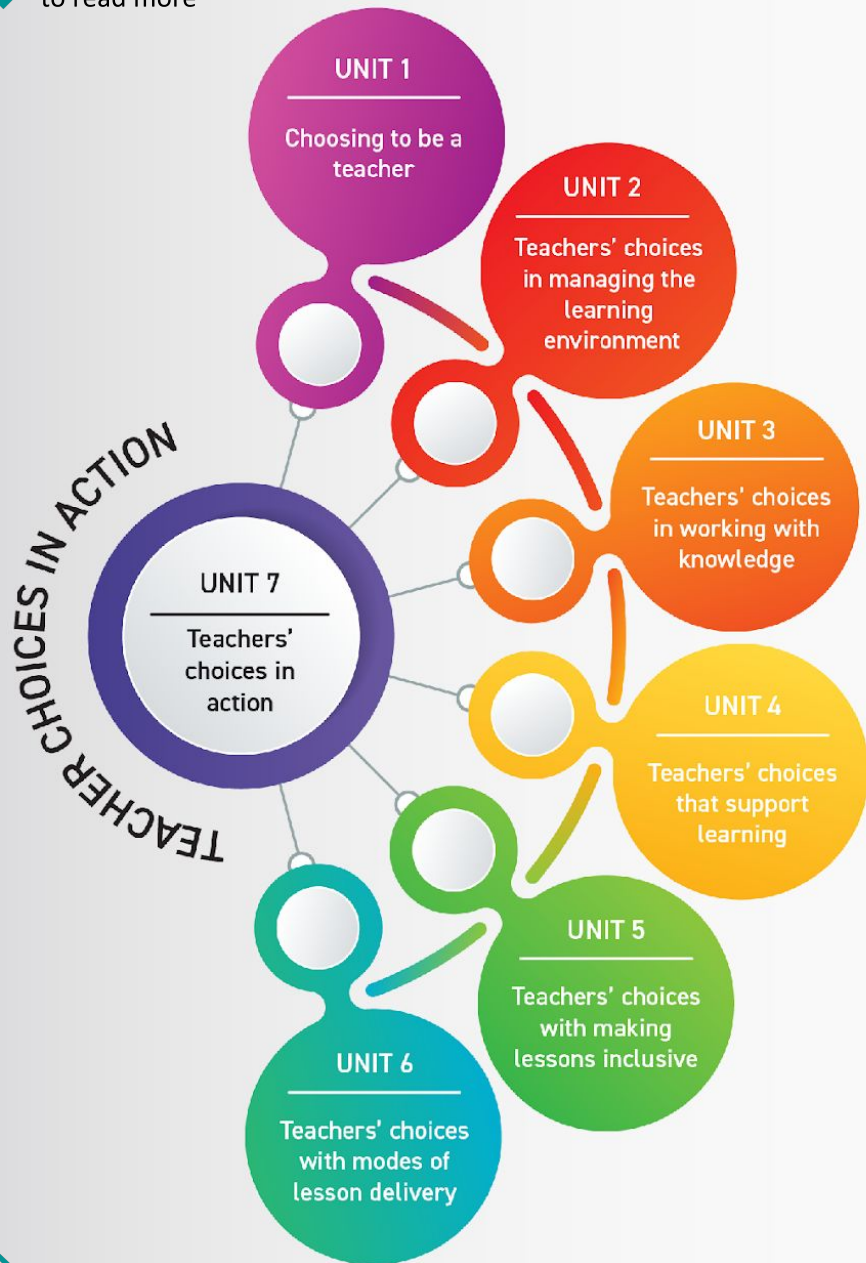 to read more
UNIT 1
Choosing to be a
teacher
UNIT 2
Teachers' choices
in managing the
learning
environment
UNIT 3
Teachers' choices
in working with
knowledge
TEACHER CHOICES IN ACTION
UNIT 7
Teachers'
choices in
action
UNIT 4
Teachers' choices
that support
learning
UNIT 5
Teachers' choices
with making
lessons inclusive
UNIT 6
Teachers' choices
with modes of
lesson delivery